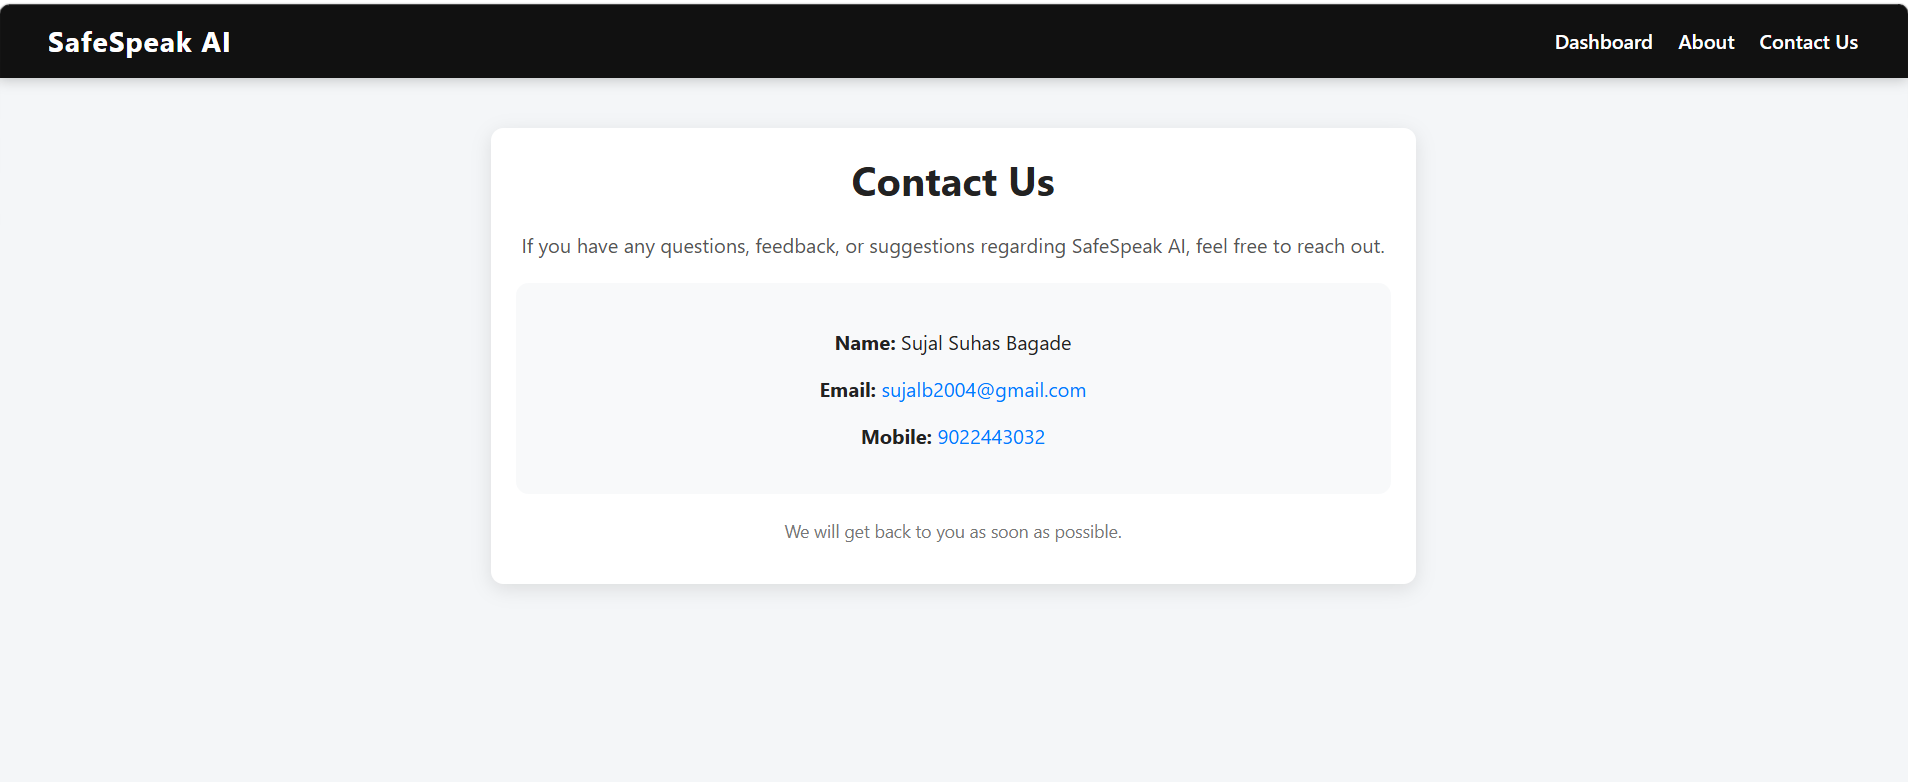 SafeSpeak AI
Dashboard About Contact Us
Contact Us
If you have any questions, feedback, or suggestions regarding SafeSpeak AI, feel free to reach out.
Name: Sujal Suhas Bagade
Email: sujalb2004@gmail.com
Mobile: 9022443032
We will get back to you as soon as possible.